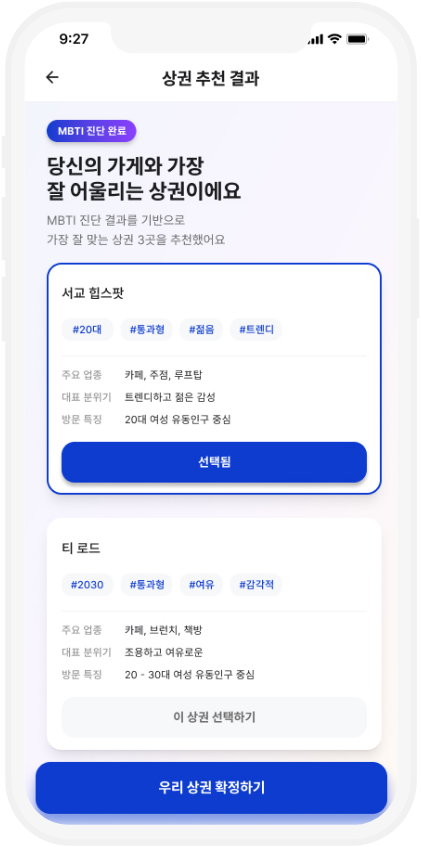 9:27
상권 추천 결과
MBTI 진단 완료
당신의 가게와 가장
잘 어울리는 상권이에요
MBTI 진단 결과를 기반으로
가장 잘 맞는 상권 3곳을 추천했어요
서교 힙스팟
#20대 #통과형 #젊음 #트렌디
주요 업종 카페, 주점, 루프탑
대표 분위기 트렌디하고 젊은 감성
방문 특징 20대 여성 유동인구 중심
선택됨
티 로드
#2030 #통과형 #여유 #감각적
주요 업종 카페, 브런치, 책방
대표 분위기 조용하고 여유로운
방문 특징 20 - 30대 여성 유동인구 중심
이 상권 선택하기
우리 상권 확정하기